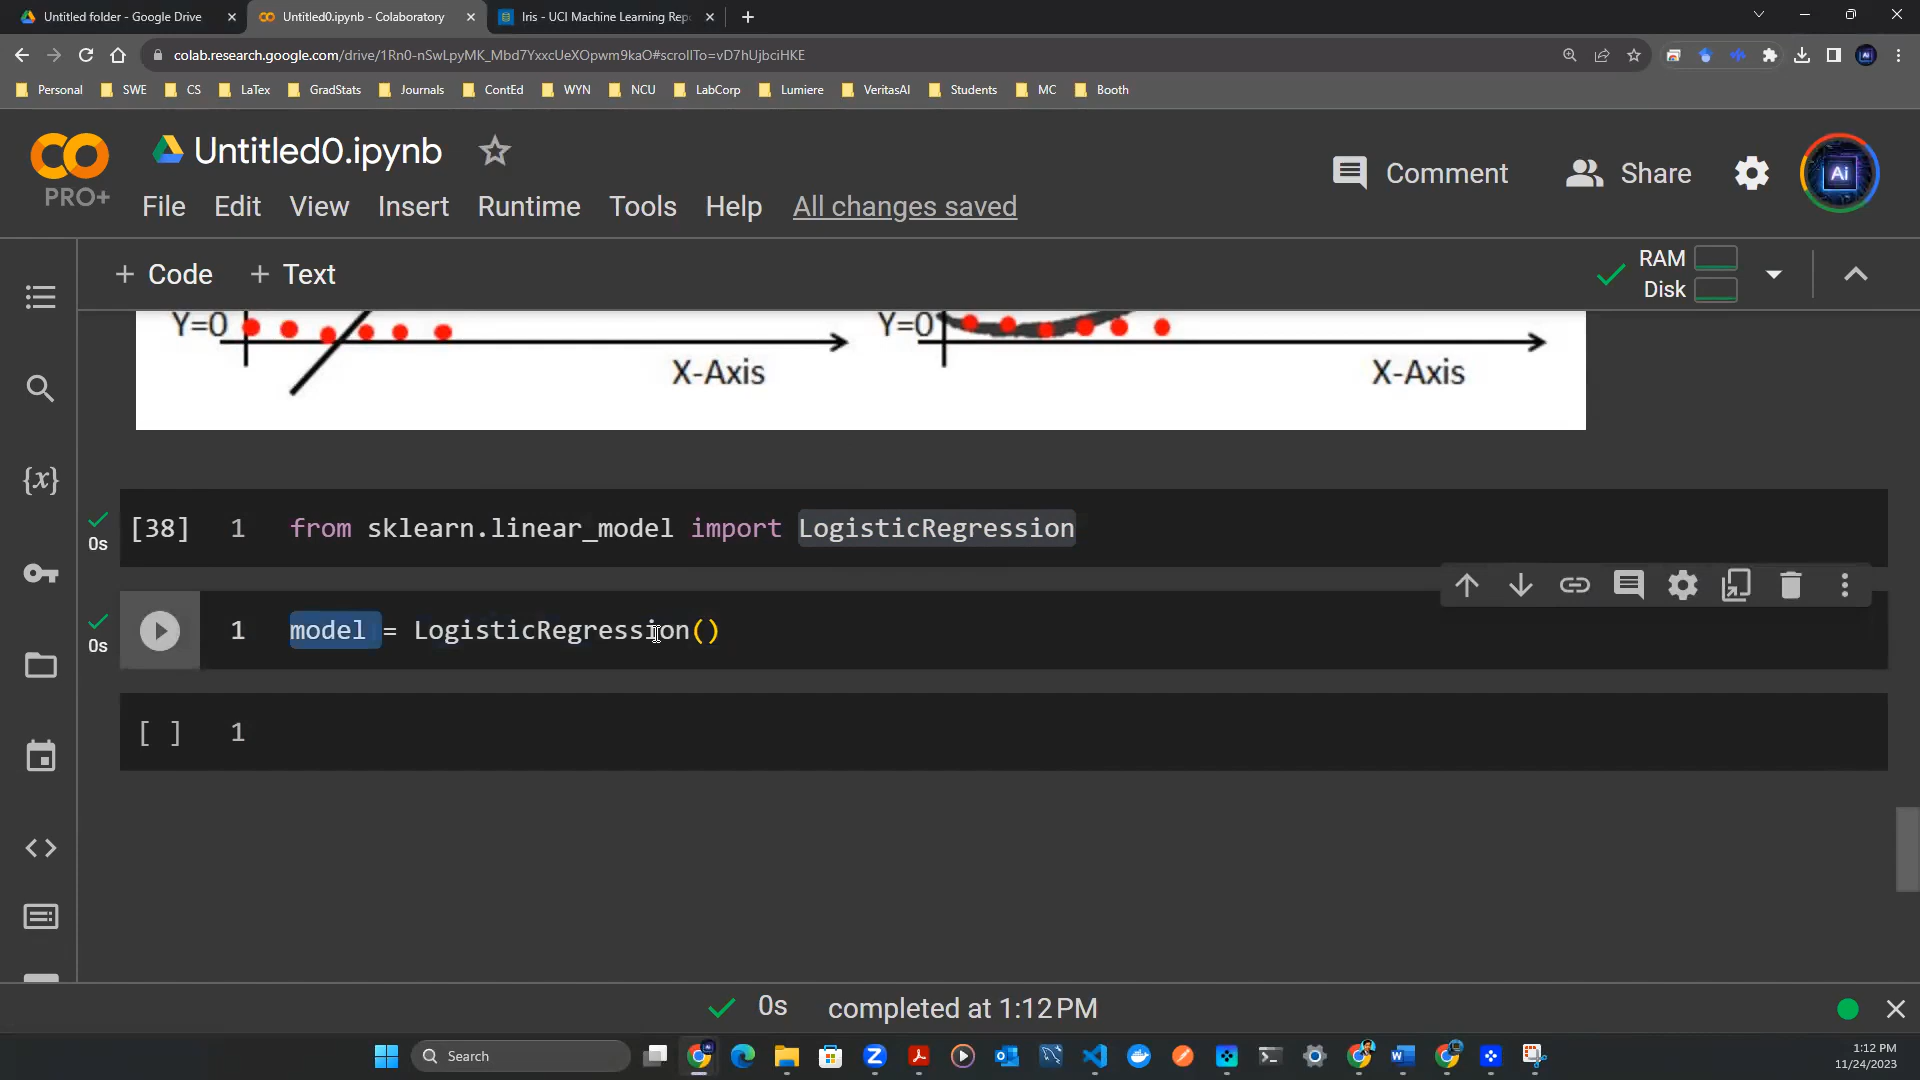 Untitled folder - Google Drive
Untitled0.ipynb - Colaboratory
Iris - UCI Machine Learning Rep
colab.research.google.com/drive/1Rn0-nSwLpyMK_Mbd7YxxcUeXOpwm9kaO#scrollTo=vD7hUjbciHKE
Personal SWE CS LaTex GradStats Journals ContEd WYN NCU LabCorp Lumiere VeritasAI Students MC Booth
PRO+
Untitled0.ipynb
File Edit View Insert Runtime Tools Help All changes saved
Comment Share Ai
+ Code + Text
RAM
Disk
Y=0 Y=0
X-Axis X-Axis
[38] 1 from sklearn.linear_model import LogisticRegression
0s
1 model = LogisticRegression()
0s
[ ] 1
{x}
0s completed at 1:12 PM
Search
1:12 PM
11/24/2023